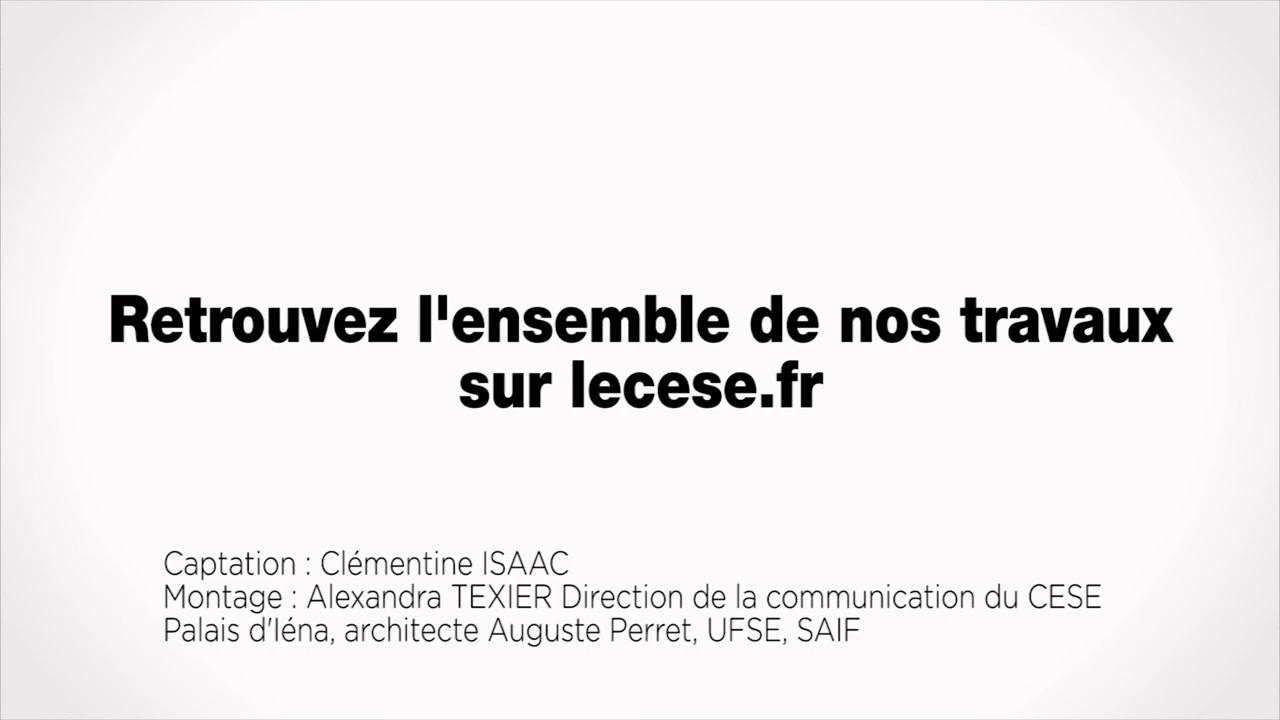 Retrouvez l'ensemble de nos travaux
sur lecese.fr
Captation : Clémentine ISAAC
Montage : Alexandra TEXIER Direction de la communication du CESE
Palais d'Iéna, architecte Auguste Perret, UFSE, SAIF